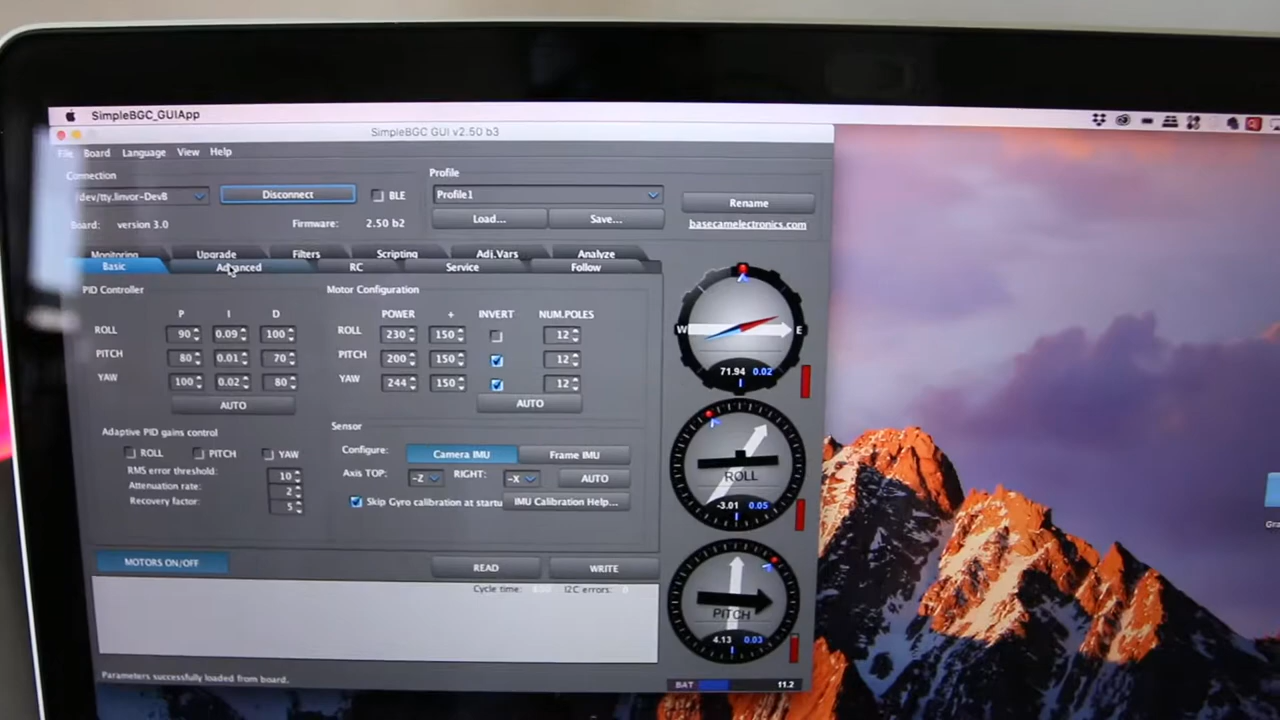 SimpleBGC_GUIApp
SimpleBGC GUI v2.50 b3
File Board Language View Help
Connection
Profile
/dev/tty.linvor-DevB Disconnect BLE Profile1 Rename
Board: version 3.0 Firmware: 2.50 b2 Load... Save... basecamelectronics.com
Monitoring Upgrade Filters Scripting Adj.Vars Analyze
Basic Advanced RC Service Follow
PID Controller Motor Configuration
P I D POWER + INVERT NUM.POLES
ROLL 90 0.09 100 ROLL 230 150 12
PITCH 80 0.01 70 PITCH 200 150 12
YAW 100 0.02 80 YAW 244 150 12
AUTO AUTO
W E
71.94 0.02
Adaptive PID gains control Sensor
ROLL PITCH YAW Configure: Camera IMU Frame IMU
RMS error threshold: 10 Axis TOP: -Z RIGHT: -X AUTO
Attenuation rate: 2
Recovery factor: 5 Skip Gyro calibration at startu IMU Calibration Help...
ROLL
-3.01 0.05
MOTORS ON/OFF READ WRITE
Cycle time: I2C errors: 0
PITCH
4.13 0.03
Parameters successfully loaded from board.
BAT 11.2